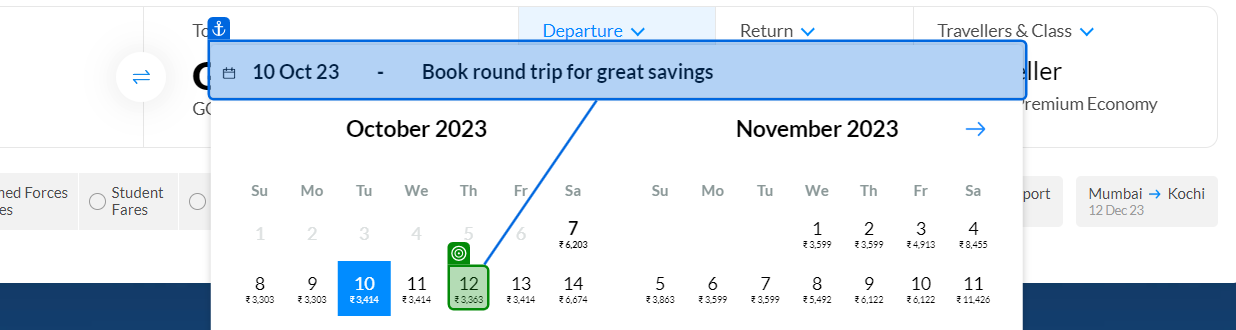 To Departure Return Travellers & Class
10 Oct 23 - Book round trip for great savings
GO Premium Economy
October 2023 November 2023
Su Mo Tu We Th Fr Sa Su Mo Tu We Th Fr Sa
Student Fares
Mumbai → Kochi
12 Dec 23
1 2 3 4 5 6 7 1 2 3 4
₹ 6,203 ₹ 3,599 ₹ 3,599 ₹ 4,913 ₹ 8,455
8 9 10 11 12 13 14 5 6 7 8 9 10 11
₹ 3,303 ₹ 3,303 ₹ 3,414 ₹ 3,414 ₹ 3,363 ₹ 3,414 ₹ 6,674 ₹ 3,863 ₹ 3,599 ₹ 3,599 ₹ 5,492 ₹ 6,122 ₹ 6,122 ₹ 11,426